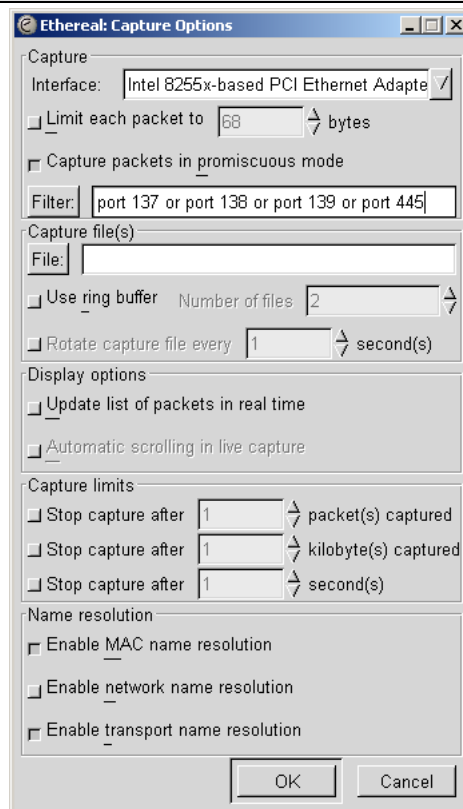 Ethereal: Capture Options
Capture
Interface: Intel 8255x-based PCI Ethernet Adapte
Limit each packet to 68 bytes
Capture packets in promiscuous mode
Filter: port 137 or port 138 or port 139 or port 445
Capture file(s)
File:
Use ring buffer Number of files 2
Rotate capture file every 1 second(s)
Display options
Update list of packets in real time
Automatic scrolling in live capture
Capture limits
Stop capture after 1 packet(s) captured
Stop capture after 1 kilobyte(s) captured
Stop capture after 1 second(s)
Name resolution
Enable MAC name resolution
Enable network name resolution
Enable transport name resolution
OK Cancel